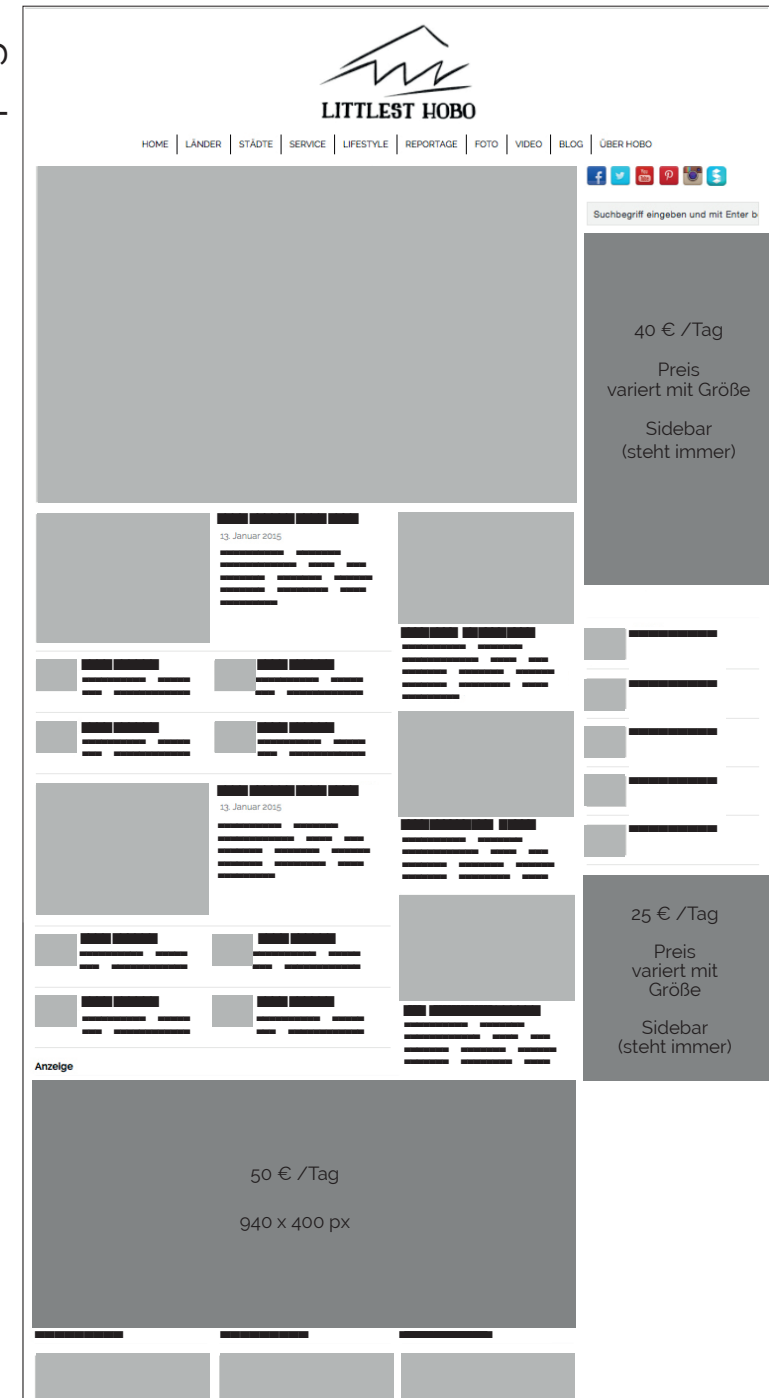 LITTLEST HOBO
HOME LÄNDER STÄDTE SERVICE LIFESTYLE REPORTAGE FOTO VIDEO BLOG ÜBER HOBO
Suchbegriff eingeben und mit Enter b
40 € /Tag
Preis
variert mit Größe
Sidebar
(steht immer)
13. Januar 2015
13. Januar 2015
25 € /Tag
Preis
variert mit
Größe
Sidebar
(steht immer)
Anzeige
50 € /Tag
940 x 400 px